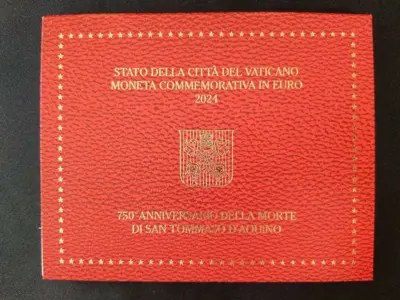 STATO DELLA CITTÀ DEL VATICANO
MONETA COMMEMORATIVA IN EURO
2024
750° ANNIVERSARIO DELLA MORTE
DI SAN TOMMASO D'AQUINO